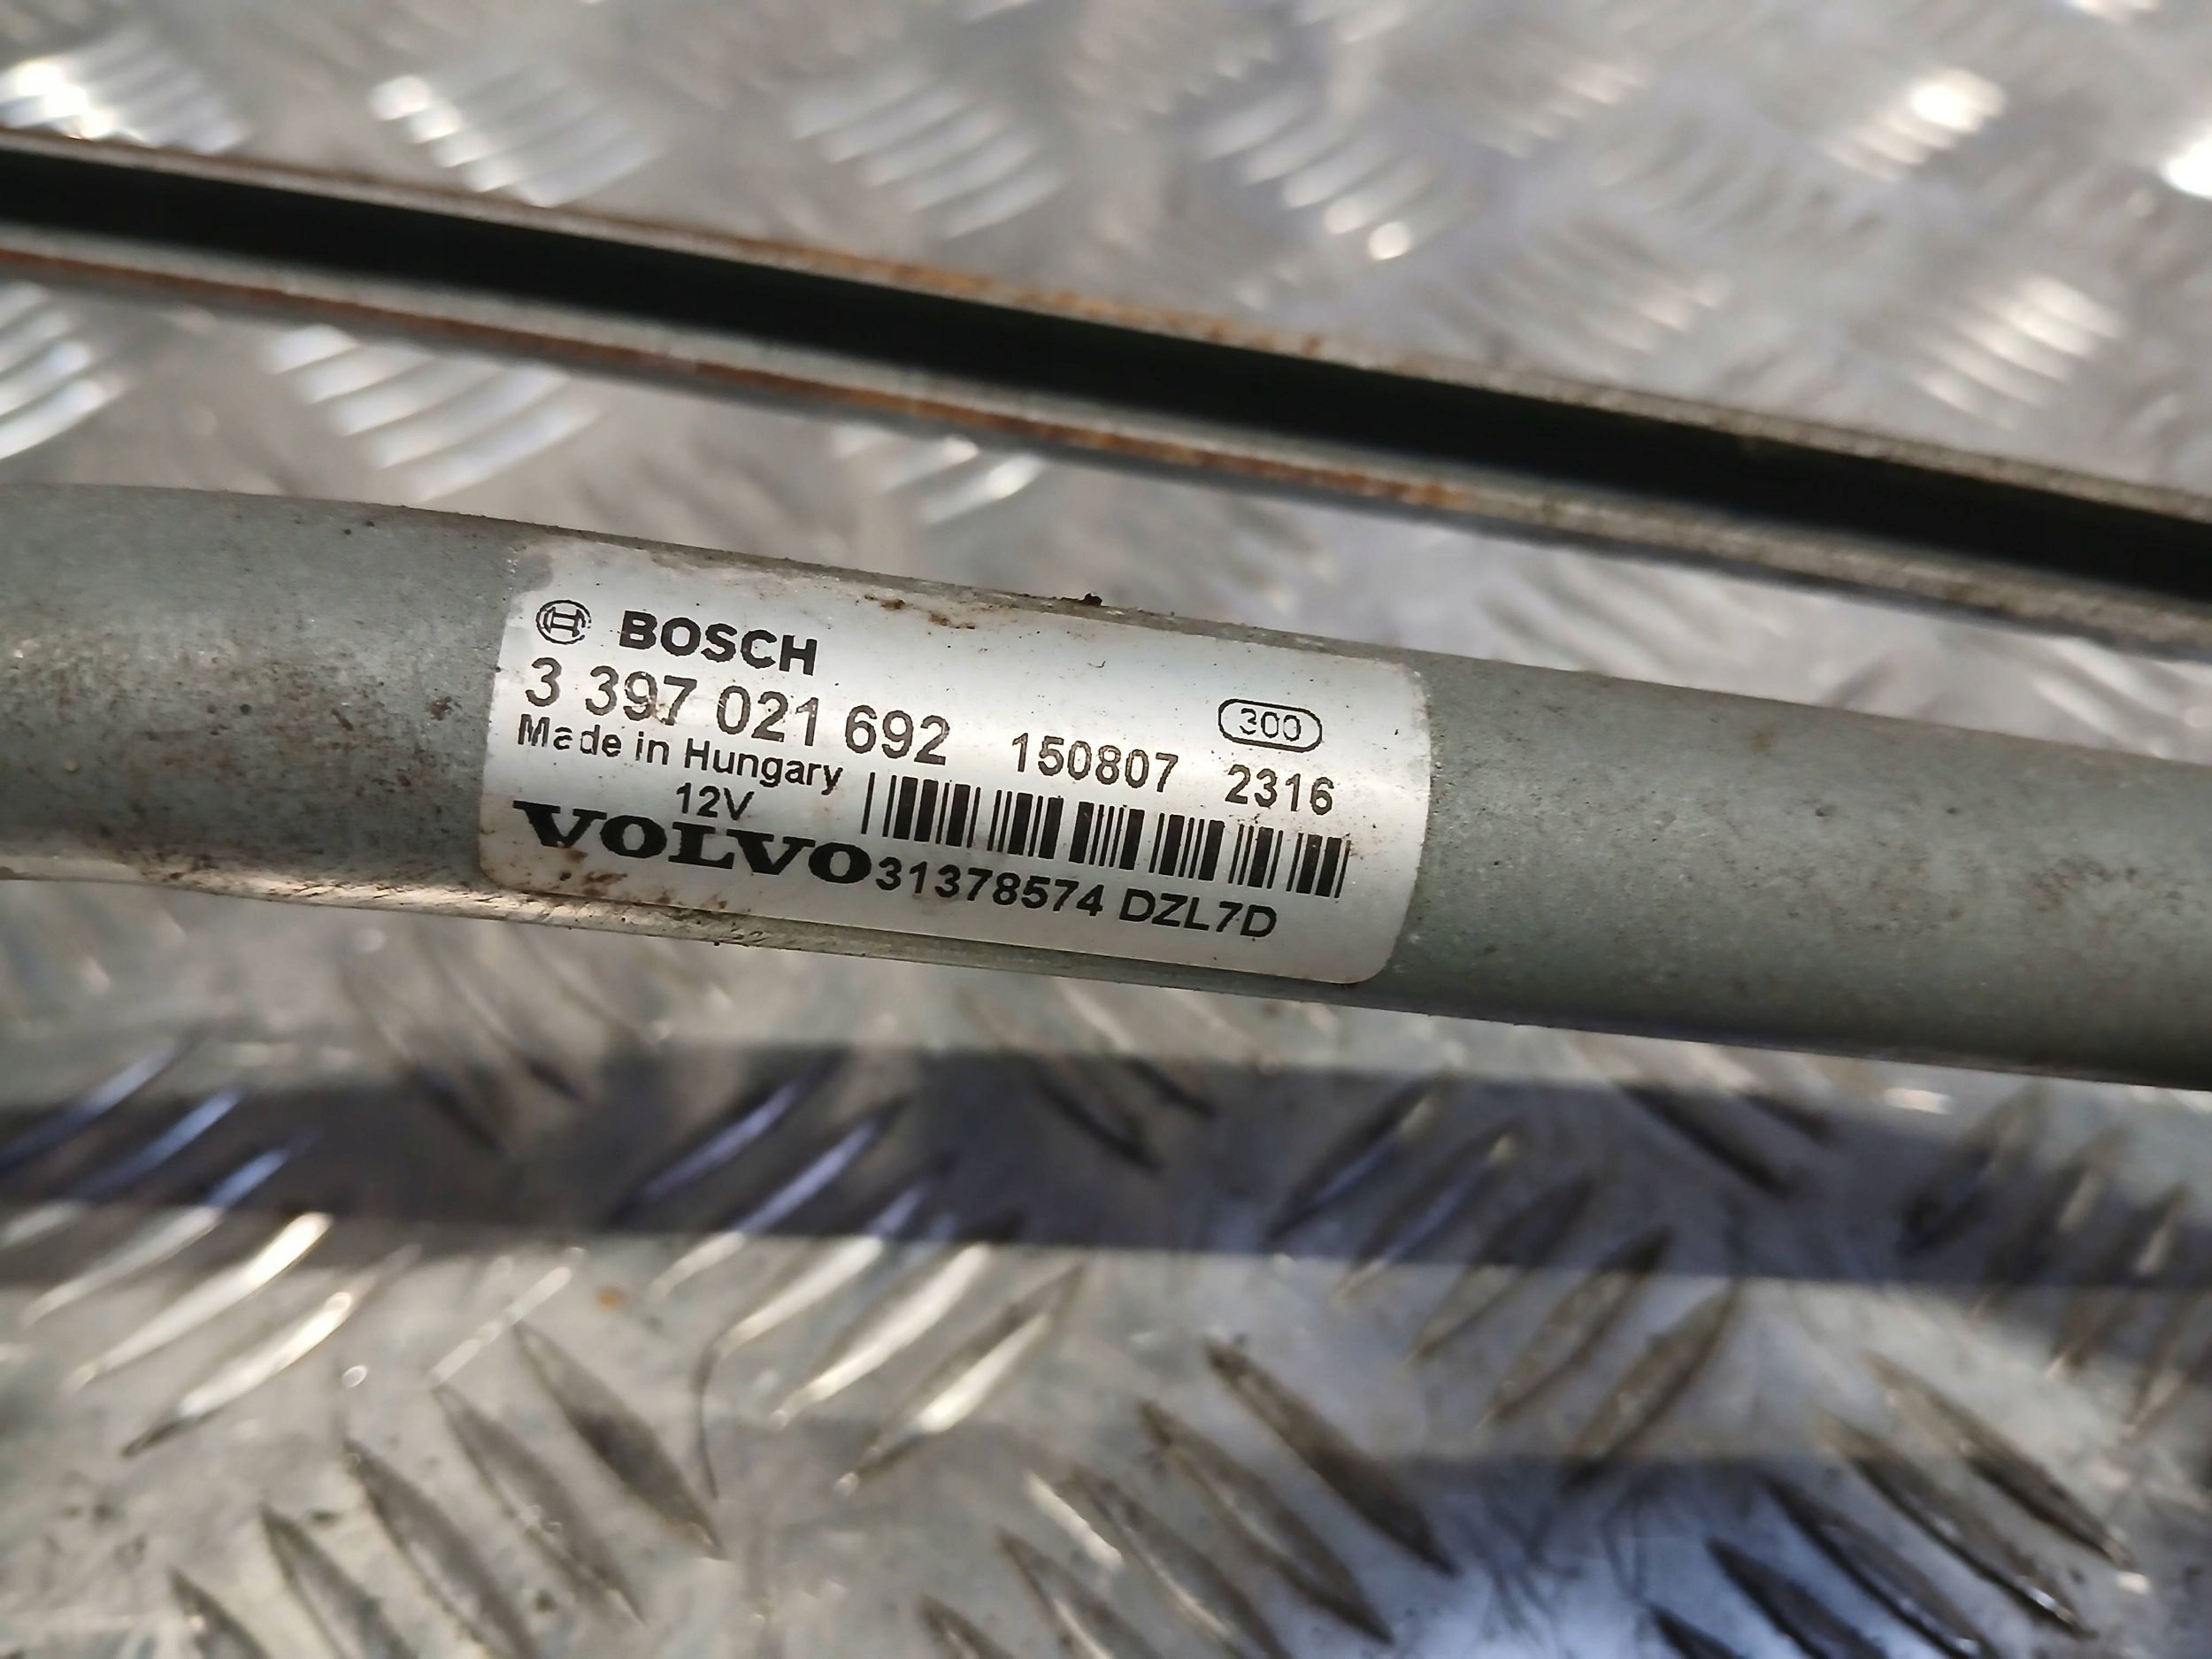 BOSCH
300
3 397 021 692 150807 2316
Made in Hungary
12V
VOLVO 31378574 DZL7D